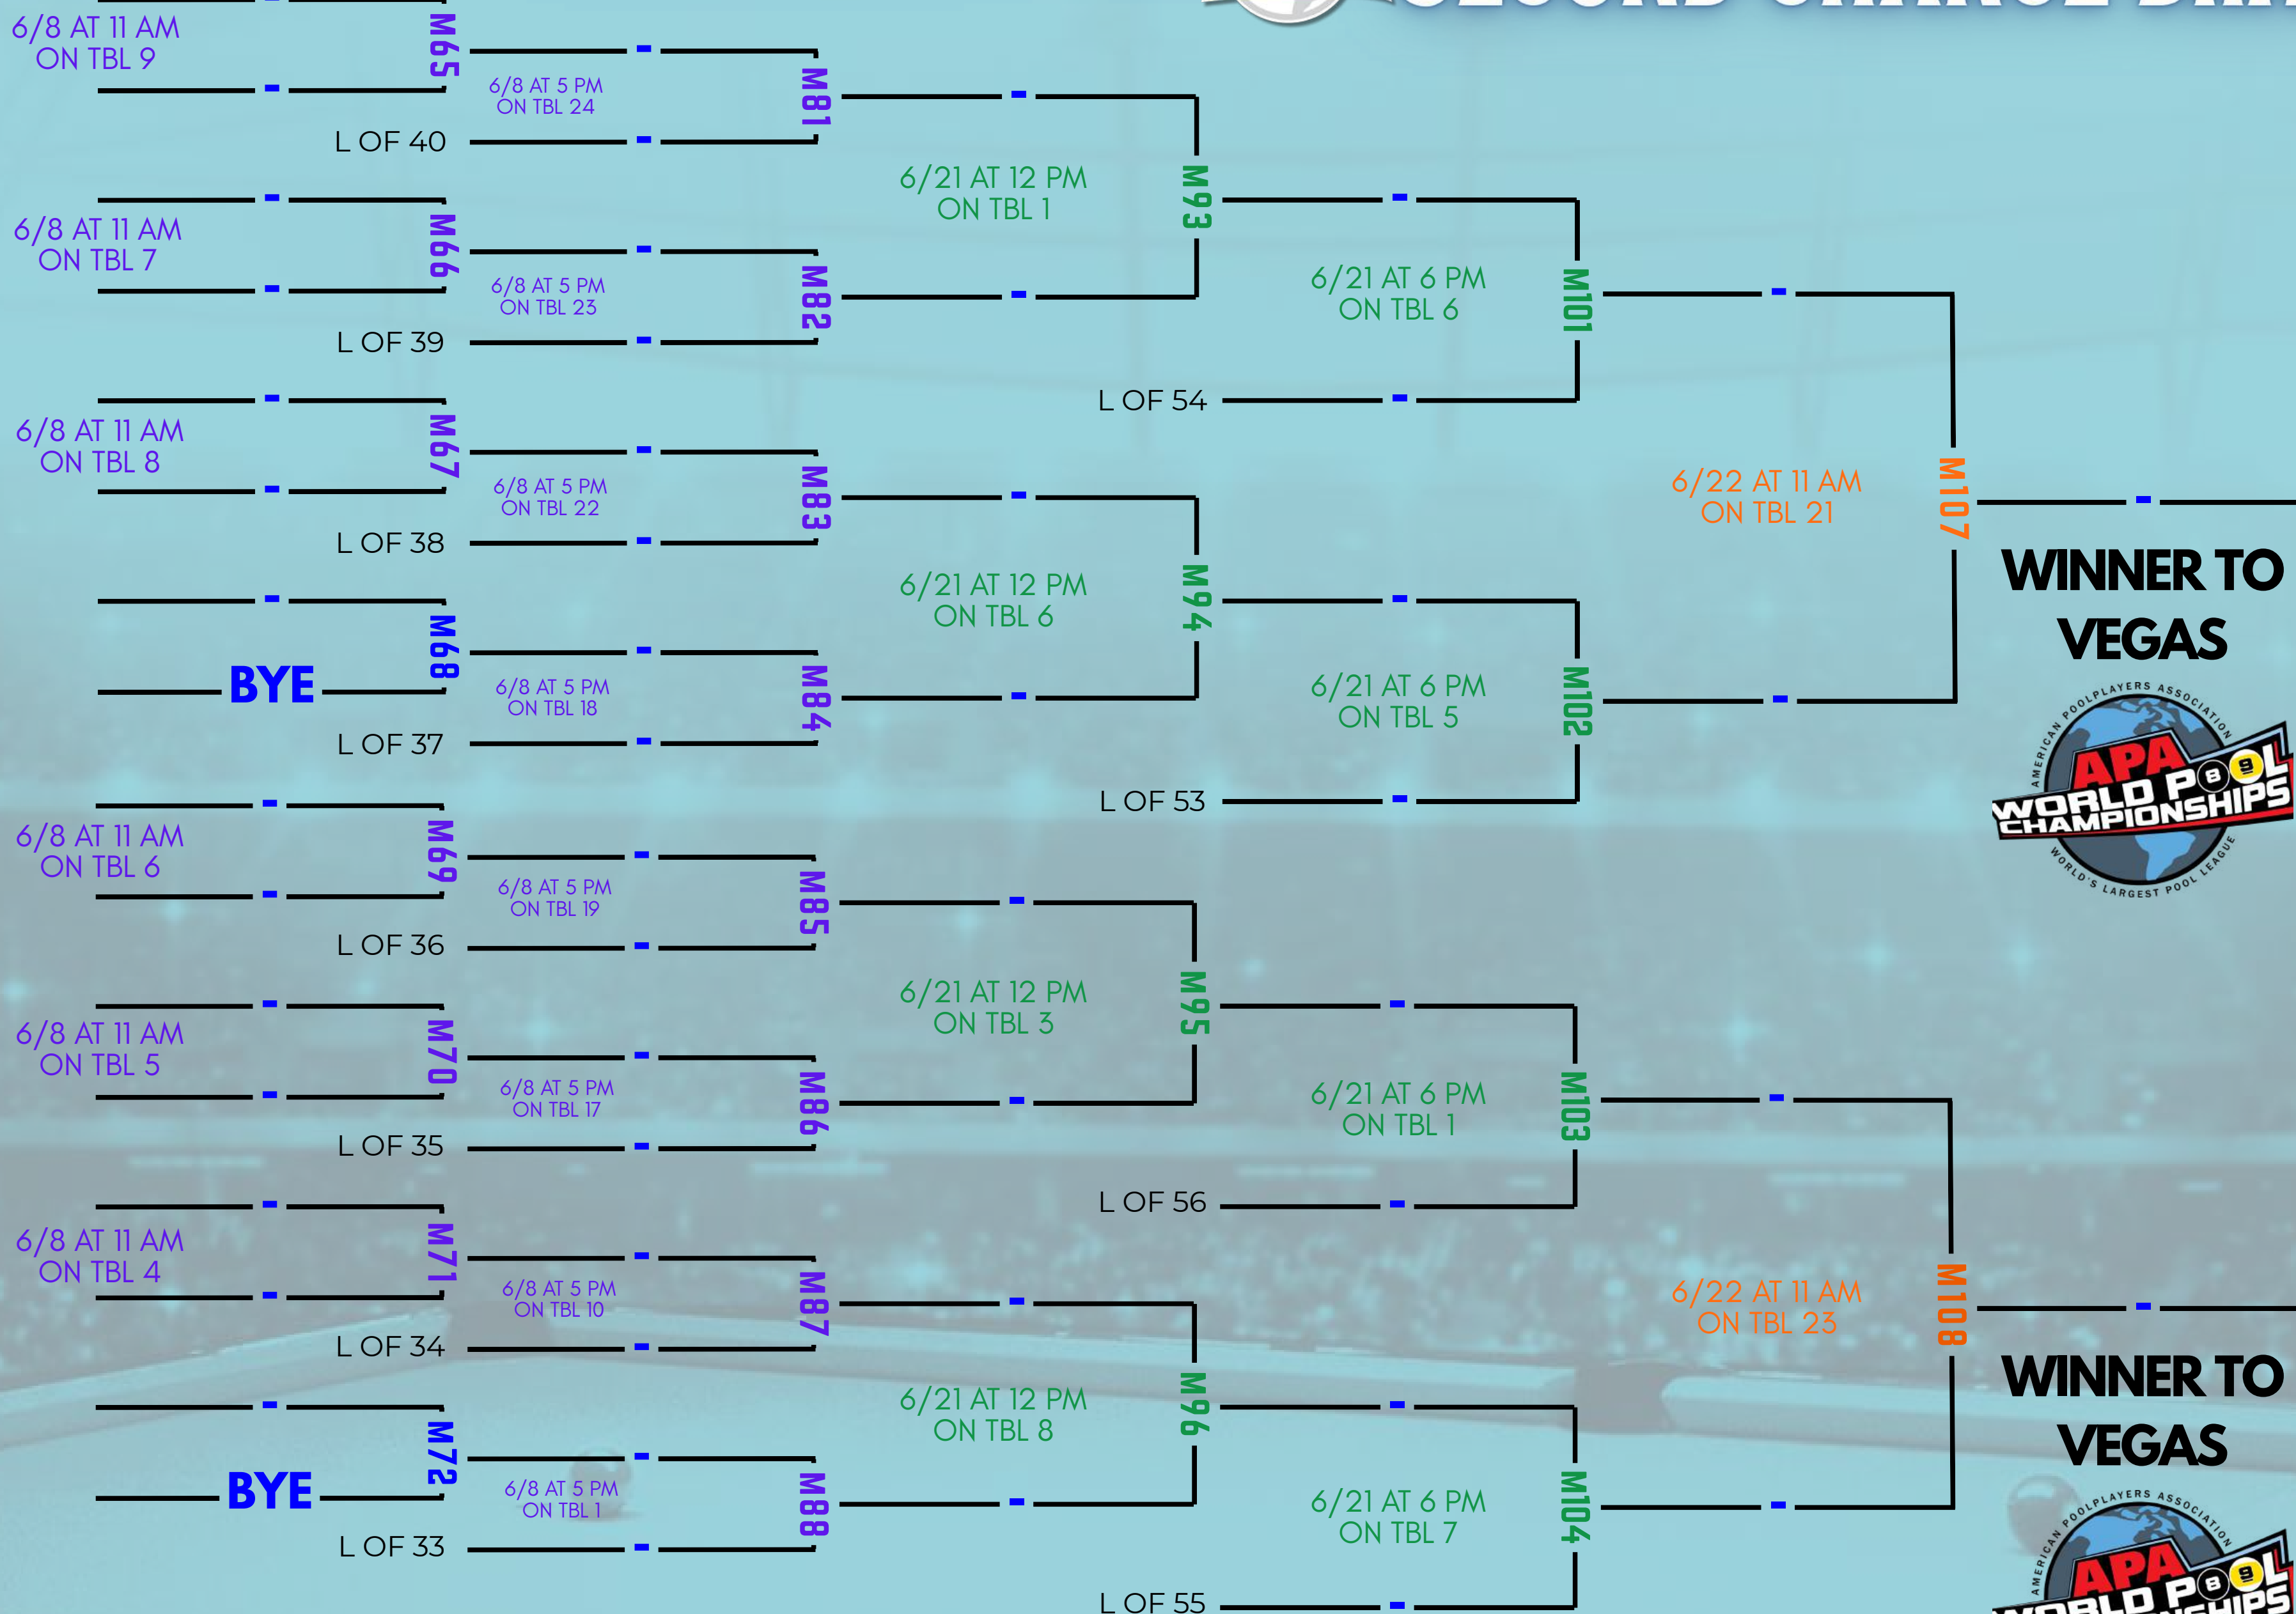 SECOND CHANCE
6/8 AT 11 AM
ON TBL 9
M65
6/8 AT 5 PM
ON TBL 24
M81
L OF 40
6/21 AT 12 PM
ON TBL 1
M93
6/8 AT 11 AM
ON TBL 7
M66
6/8 AT 5 PM
ON TBL 23
M82
6/21 AT 6 PM
ON TBL 6
M101
L OF 39
L OF 54
6/8 AT 11 AM
ON TBL 8
M67
6/8 AT 5 PM
ON TBL 22
M83
6/22 AT 11 AM
ON TBL 21
M107
L OF 38
WINNER TO
VEGAS
6/21 AT 12 PM
ON TBL 6
M94
M68
BYE
6/8 AT 5 PM
ON TBL 18
M84
6/21 AT 6 PM
ON TBL 5
M102
L OF 37
AMERICAN POOLPLAYERS ASSOCIATION
APA
WORLD POOL
8 9
CHAMPIONSHIPS
WORLD'S LARGEST POOL LEAGUE
L OF 53
6/8 AT 11 AM
ON TBL 6
M69
6/8 AT 5 PM
ON TBL 19
M85
L OF 36
6/21 AT 12 PM
ON TBL 3
M95
6/8 AT 11 AM
ON TBL 5
M70
6/8 AT 5 PM
ON TBL 17
M86
6/21 AT 6 PM
ON TBL 1
M103
L OF 35
L OF 56
6/8 AT 11 AM
ON TBL 4
M71
6/8 AT 5 PM
ON TBL 10
M87
6/22 AT 11 AM
ON TBL 23
M108
L OF 34
WINNER TO
VEGAS
6/21 AT 12 PM
ON TBL 8
M96
M72
BYE
6/8 AT 5 PM
ON TBL 1
M88
6/21 AT 6 PM
ON TBL 7
M104
L OF 33
AMERICAN POOLPLAYERS ASSOCIATION
APA
WORLD POOL
8 9
L OF 55